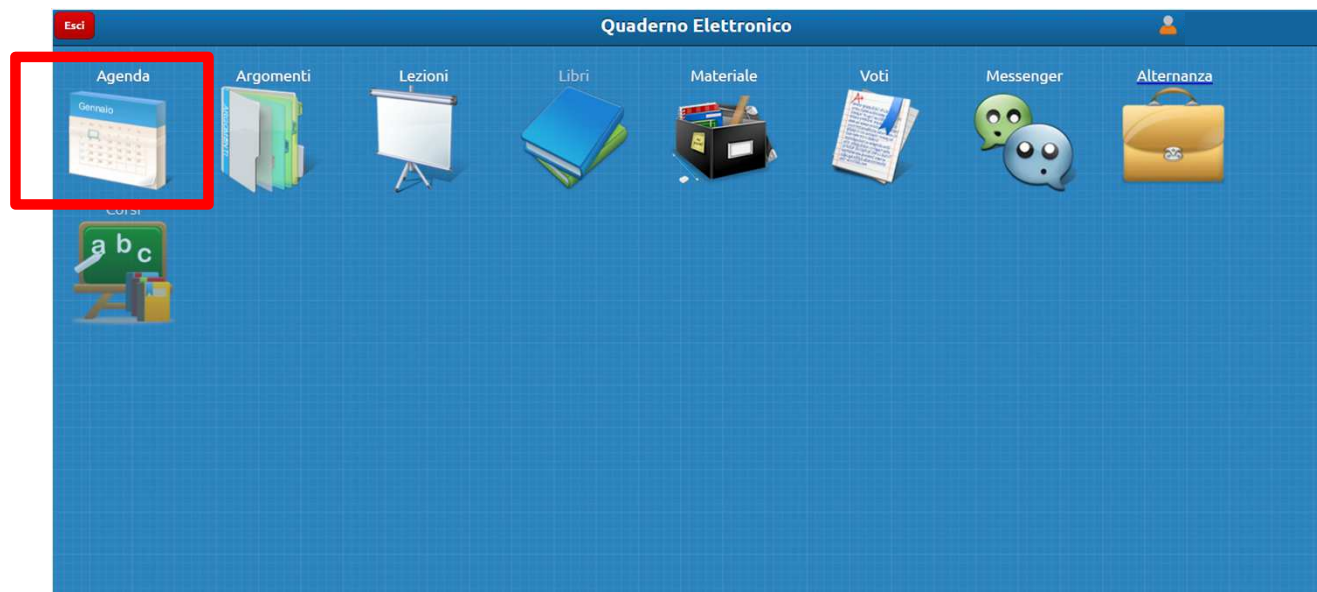 Esci
Quaderno Elettronico
Agenda
Argomenti
Lezioni
Libri
Materiale
Voti
Messenger
Alternanza
Gennaio
A+
Corsi
a b c